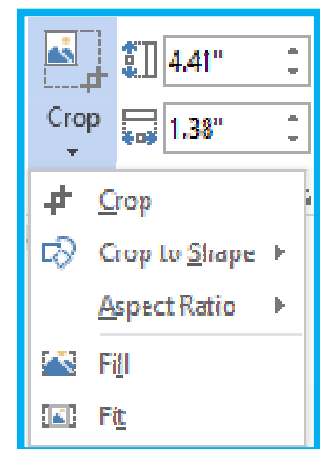 4.41"
Crop
1.38"
Crop
Crop to Shape
Aspect Ratio
Fill
Fit